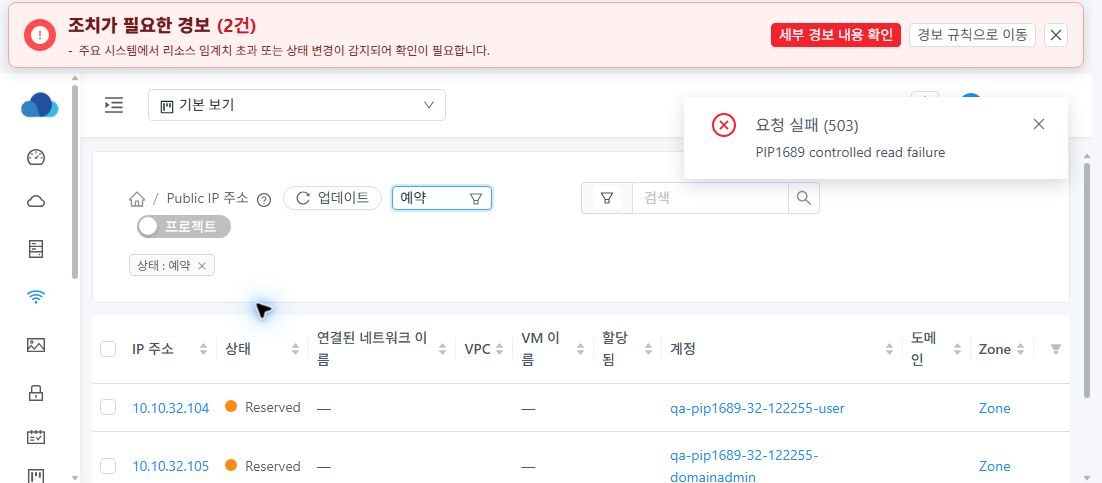 조치가 필요한 경보 (2건)
- 주요 시스템에서 리소스 임계치 초과 또는 상태 변경이 감지되어 확인이 필요합니다.
세부 경보 내용 확인
경보 규칙으로 이동
기본 보기
요청 실패 (503)
PIP1689 controlled read failure
/ Public IP 주소
업데이트
예약
검색
프로젝트
상태 : 예약
IP 주소
상태
연결된 네트워크 이
름
VPC
VM 이
름
할당
됨
계정
도메
인
Zone
10.10.32.104
Reserved
—
—
qa-pip1689-32-122255-user
Zone
10.10.32.105
Reserved
—
—
qa-pip1689-32-122255-
domainadmin
Zone